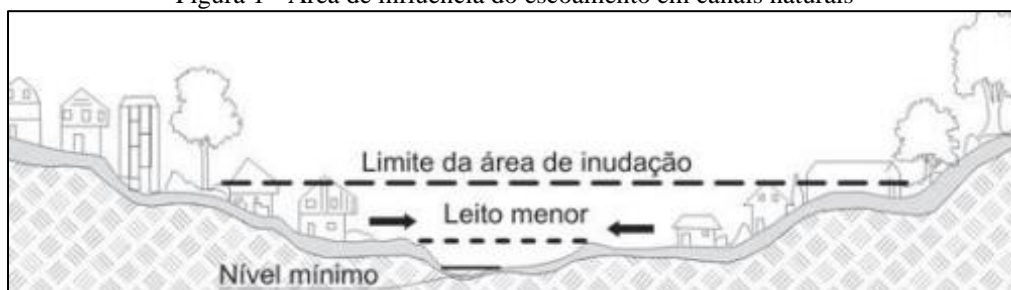 Figura 1 - Área de influência do escoamento em canais naturais
Limite da área de inudação
Leito menor
Nível mínimo